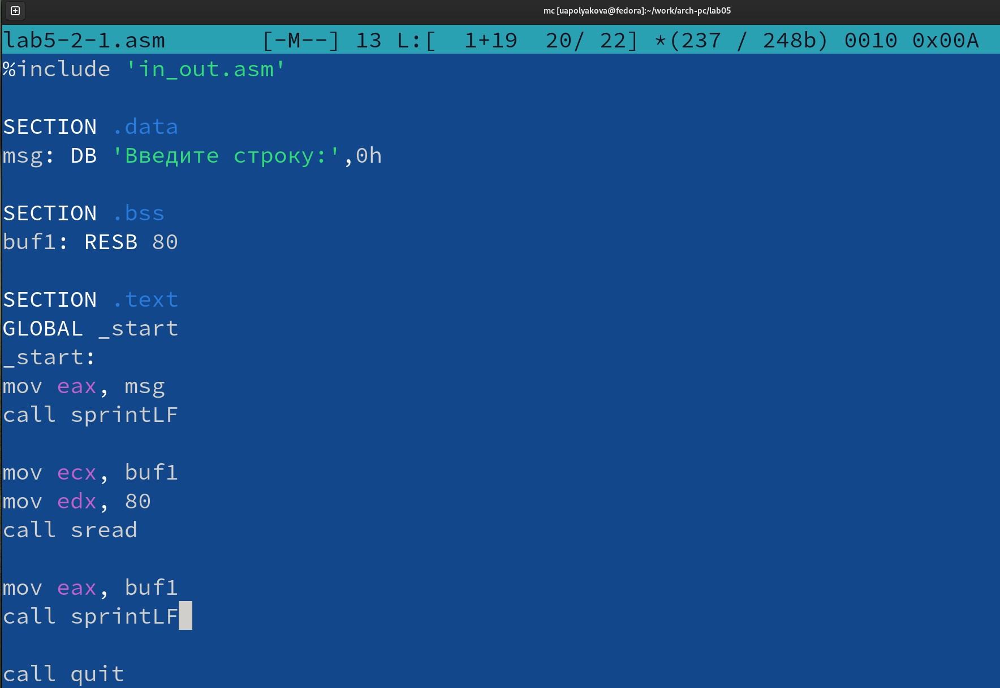 mc [uapolyakova@fedora]:~/work/arch-pc/lab05
lab5-2-1.asm [-M--] 13 L:[ 1+19 20/ 22] *(237 / 248b) 0010 0x00A
%include 'in_out.asm'
SECTION .data
msg: DB 'Введите строку:',0h
SECTION .bss
buf1: RESB 80
SECTION .text
GLOBAL _start
_start:
mov eax, msg
call sprintLF
mov ecx, buf1
mov edx, 80
call sread
mov eax, buf1
call sprintLF
call quit